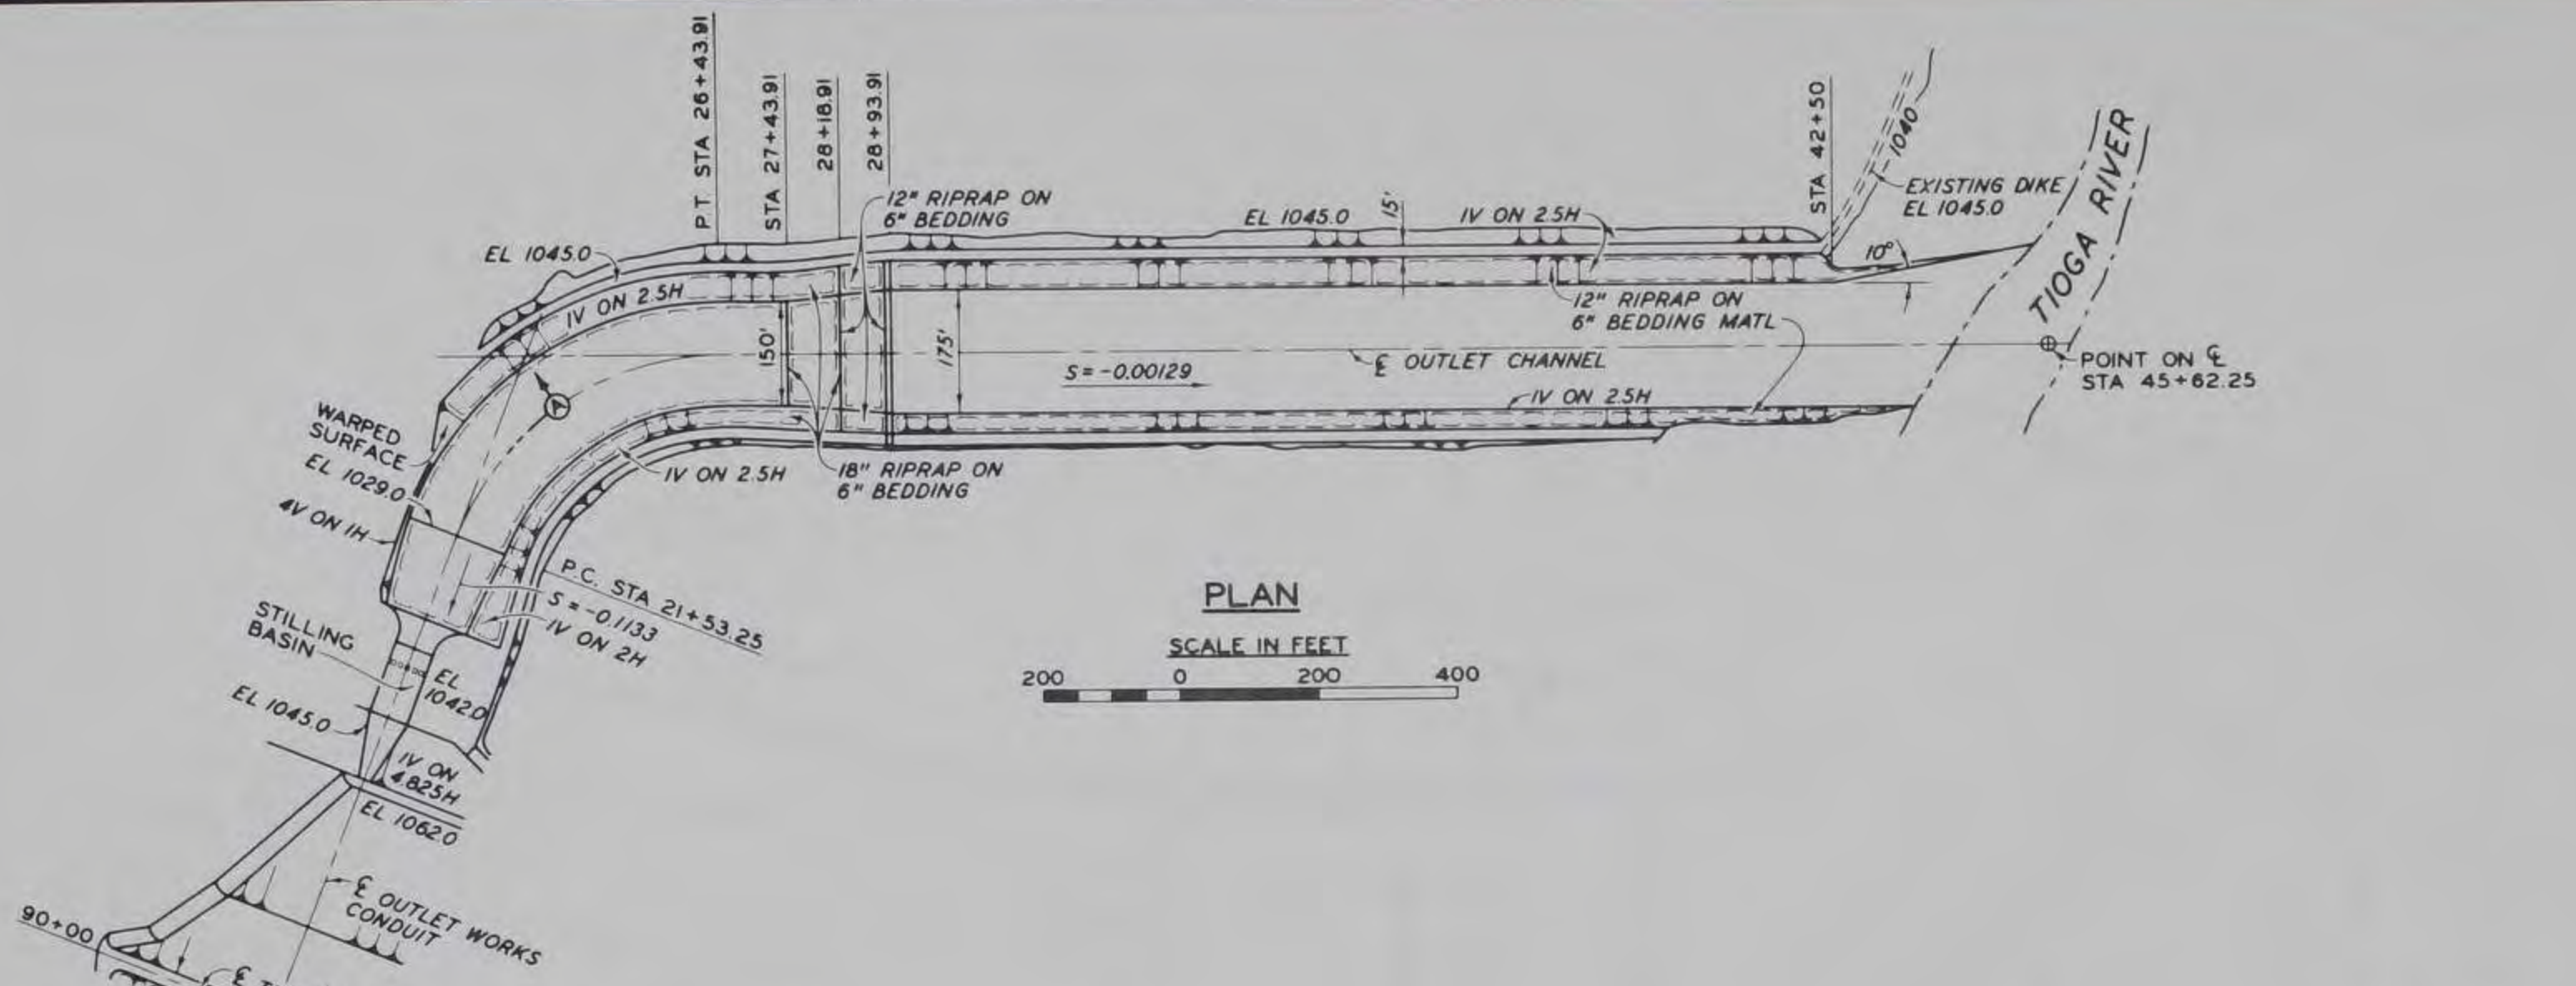 P.T. STA 26+43.91
STA 27+43.91
28+18.91
28+93.91
STA 42+50
1040
EXISTING DIKE
EL 1045.0
TIOGA RIVER
12" RIPRAP ON
6" BEDDING
EL 1045.0
15'
1V ON 2.5H
EL 1045.0
10°
1V ON 2.5H
12" RIPRAP ON
6" BEDDING MATL
150'
175'
S = -0.00129
℄ OUTLET CHANNEL
POINT ON ℄
STA 45+62.25
1V ON 2.5H
A
WARPED
SURFACE
EL 1029.0
4V ON 1H
1V ON 2.5H
18" RIPRAP ON
6" BEDDING
P.C. STA 21+53.25
S = -0.1133
1V ON 2H
STILLING
BASIN
EL
1042.0
EL 1045.0
1V ON
4.825H
EL 1062.0
PLAN
SCALE IN FEET
200 0 200 400
℄ OUTLET WORKS
CONDUIT
90+00
℄